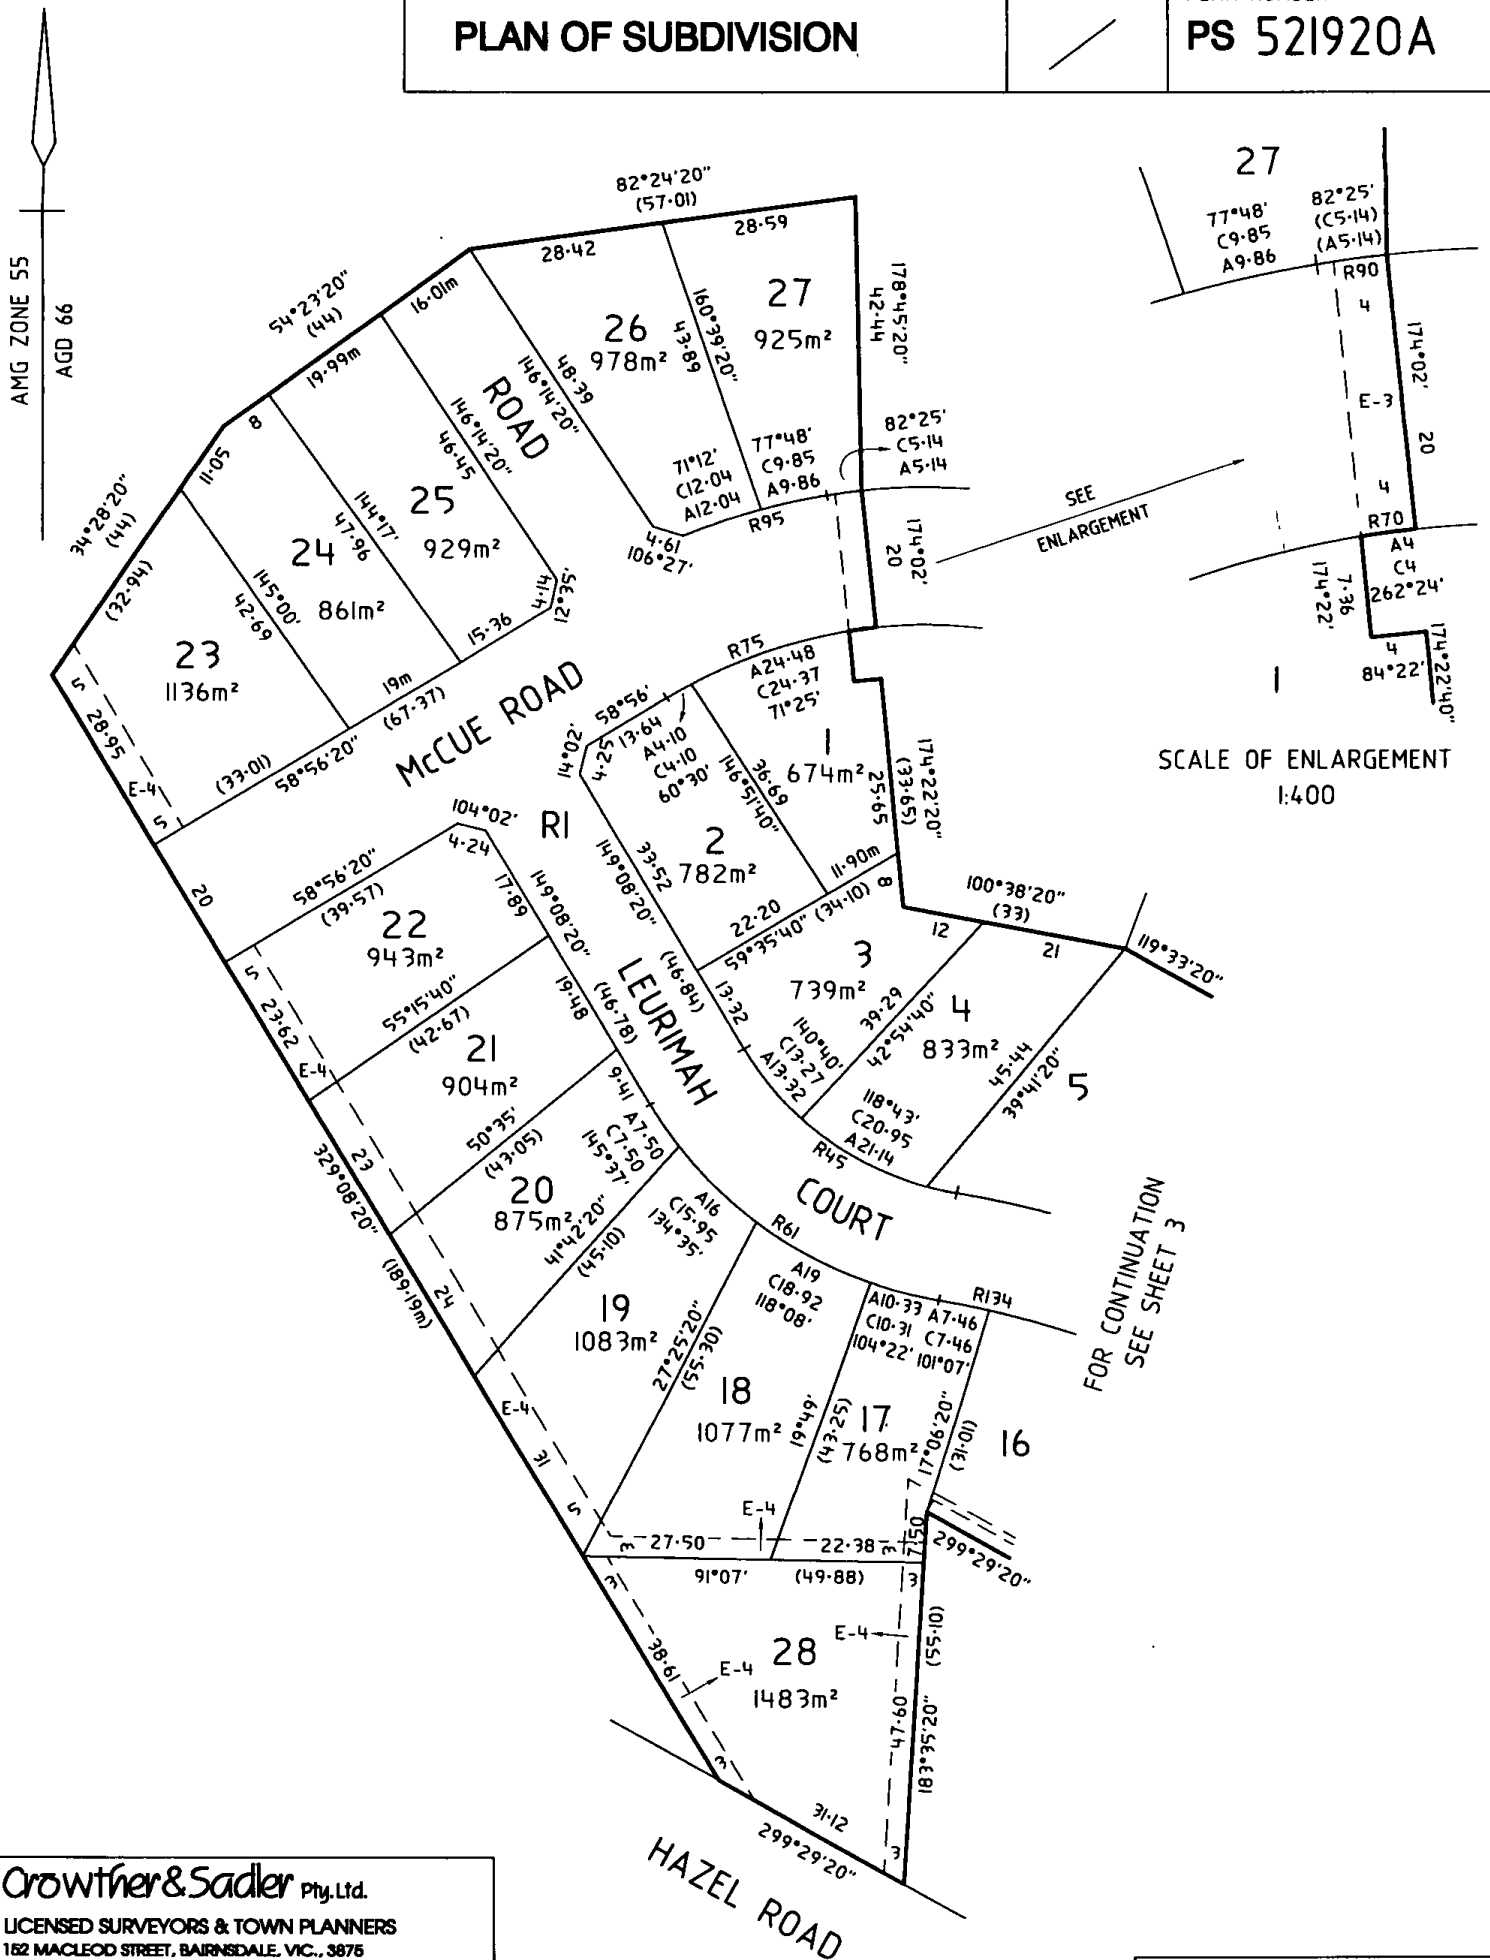 PLAN OF SUBDIVISION
PS 521920A
AMG ZONE 55
AGD 66
82°24'20"
(57·01)
28·42
28·59
54°23'20"
(44)
16·01m
19·99m
8
11·05
34°28'20"
(44)
(32·94)
27
925m²
178°45'20"
42·44
160°39'20"
43·89
26
978m²
48·39
146°14'20"
ROAD
146°14'20"
46·45
25
929m²
144°17'
47·96
24
861m²
145°00'
42·69
23
1136m²
71°12'
C12·04
A12·04
77°48'
C9·85
A9·86
82°25'
C5·14
A5·14
R95
4·61
106°27'
174°02'
20
SEE
ENLARGEMENT
27
77°48'
C9·85
A9·86
82°25'
(C5·14)
(A5·14)
R90
4
174°02'
E-3
20
4
R70
A4
C4
262°24'
7·36
174°22'
4
84°22'
174°22'40"
1
SCALE OF ENLARGEMENT
1:400
4·14
12°35'
15·36
19m
(67·37)
(33·01)
58°56'20"
McCUE ROAD
5
28·95
E-4
5
20
R75
A24·48
C24·37
71°25'
58°56'
13·64
A4·10
C4·10
60°30'
14°02'
4·25
1
674m²
36·69
146°51'40"
25·65
174°22'20"
(33·65)
2
782m²
33·52
149°08'20"
11·90m
8
22·20
59°35'40" (34·10)
104°02'
4·24
R1
58°56'20"
(39·57)
17·89
149°08'20"
22
943m²
5
23·62
E-4
55°15'40"
(42·67)
19·48
(46·78)
LEURIMAH
(46·84)
13·32
100°38'20"
(33)
12
21
119°33'20"
3
739m²
140°40'
C13·27
A13·32
39·29
42°54'40"
4
833m²
45·44
39°41'20"
5
118°43'
C20·95
A21·14
R45
21
904m²
9·41
A7·50
C7·50
145°37'
50°35'
(43·05)
23
329°08'20"
(189·19m)
20
875m²
41°42'20"
(45·10)
24
A16
C15·95
134°35'
R61
COURT
19
1083m²
27°25'20"
(55·30)
A19
C18·92
118°08'
A10·33 A7·46
C10·31 C7·46
104°22' 101°07'
R134
FOR CONTINUATION
SEE SHEET 3
E-4
31
5
18
1077m²
19°49'
(43·25)
17
768m²
17°06'20"
(31·01)
16
7
7·50
E-4
3
27·50
22·38
3
91°07'
(49·88)
3
3
299°29'20"
38·61
E-4
28
1483m²
E-4
(55·10)
47·60
183°35'20"
3
31·12
299°29'20"
3
HAZEL ROAD
Crowther&Sadler Pty.Ltd.
LICENSED SURVEYORS & TOWN PLANNERS
152 MACLEOD STREET, BAIRNSDALE, VIC., 3875